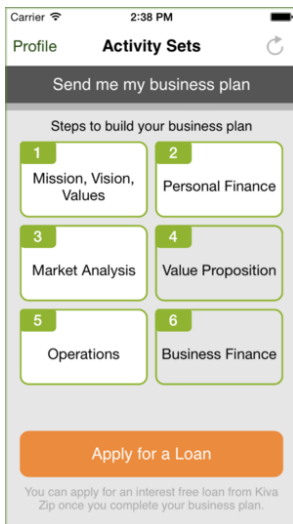 Carrier 2:38 PM
Profile Activity Sets
Send me my business plan
Steps to build your business plan
1
Mission, Vision,
Values
2
Personal Finance
3
Market Analysis
4
Value Proposition
5
Operations
6
Business Finance
Apply for a Loan
You can apply for an interest free loan from Kiva
Zip once you complete your business plan.